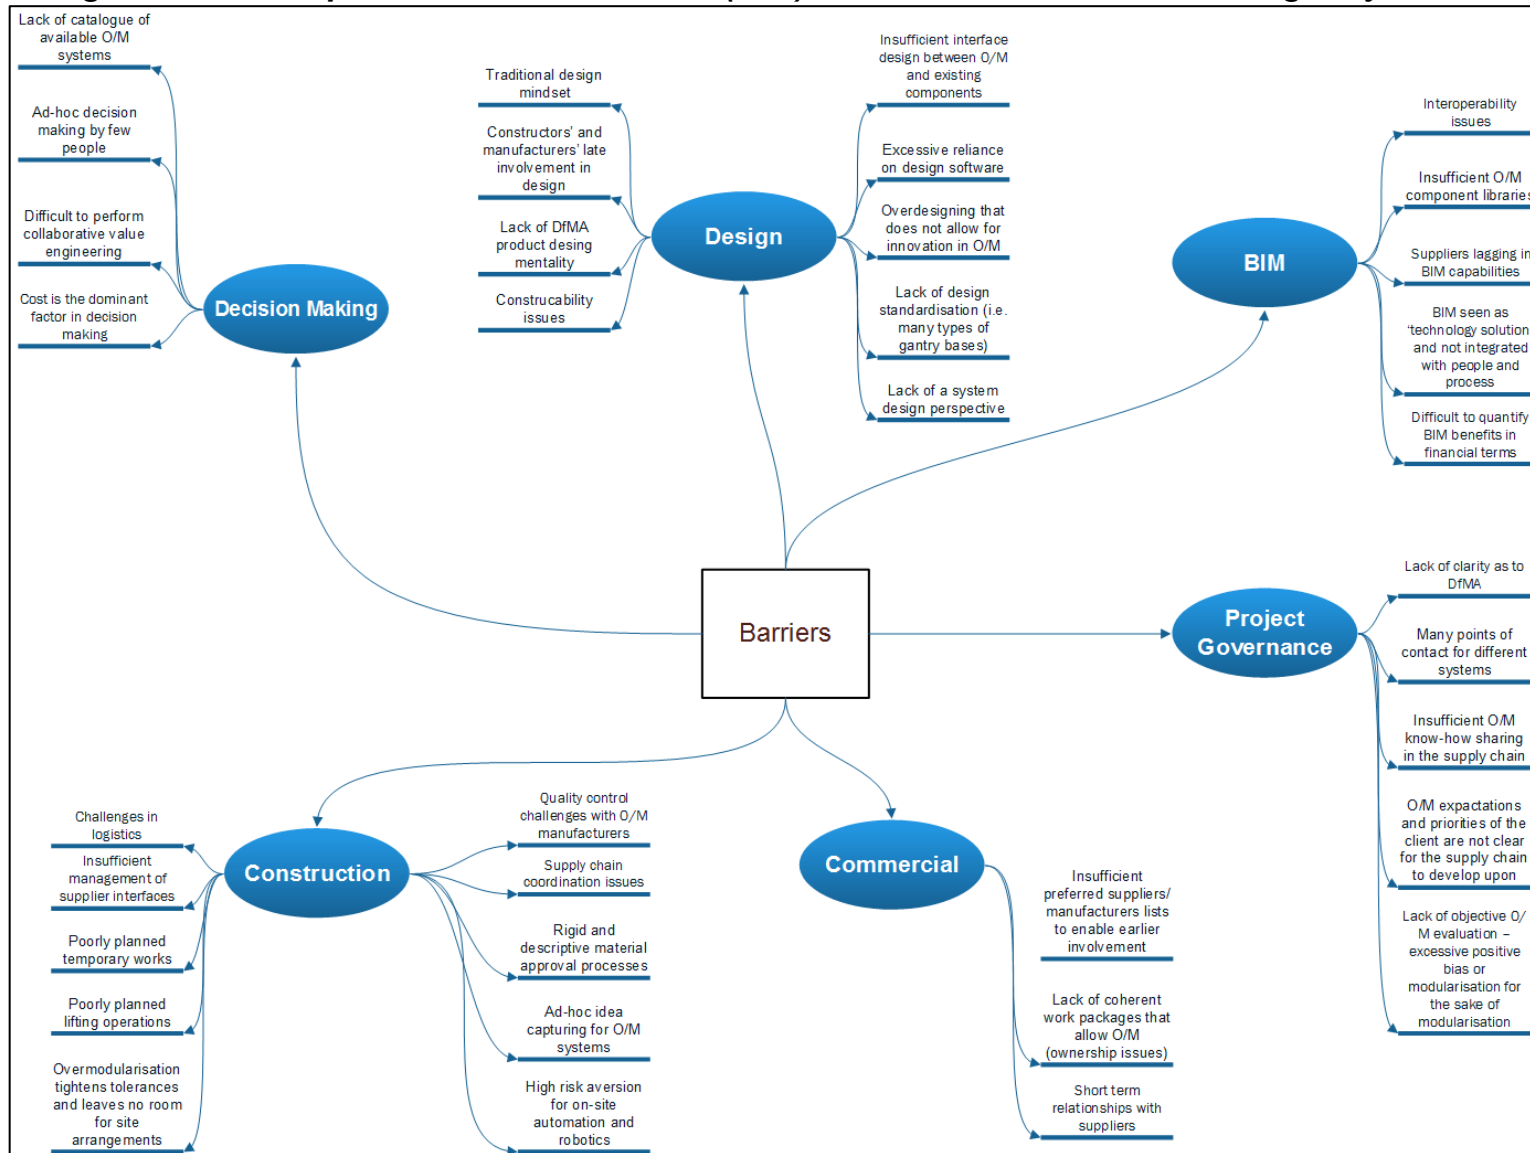 Lack of catalogue of
available O/M
systems
Ad-hoc decision
making by few
people
Difficult to perform
collaborative value
engineering
Cost is the dominant
factor in decision
making
Decision Making
Traditional design
mindset
Constructors' and
manufacturers' late
involvement in
design
Lack of DfMA
product desing
mentality
Construcability
issues
Design
Insufficient interface
design between O/M
and existing
components
Excessive reliance
on design software
Overdesigning that
does not allow for
innovation in O/M
Lack of design
standardisation (i.e.
many types of
gantry bases)
Lack of a system
design perspective
BIM
Interoperability
issues
Insufficient O/M
component libraries
Suppliers lagging in
BIM capabilities
BIM seen as
'technology solution
and not integrated
with people and
process
Difficult to quantify
BIM benefits in
financial terms
Barriers
Project
Governance
Lack of clarity as to
DfMA
Many points of
contact for different
systems
Insufficient O/M
know-how sharing
in the supply chain
O/M expactations
and priorities of the
client are not clear
for the supply chain
to develop upon
Lack of objective O/
M evaluation –
excessive positive
bias or
modularisation for
the sake of
modularisation
Challenges in
logistics
Insufficient
management of
supplier interfaces
Poorly planned
temporary works
Poorly planned
lifting operations
Overmodularisation
tightens tolerances
and leaves no room
for site
arrangements
Construction
Quality control
challenges with O/M
manufacturers
Supply chain
coordination issues
Rigid and
descriptive material
approval processes
Ad-hoc idea
capturing for O/M
systems
High risk aversion
for on-site
automation and
robotics
Commercial
Insufficient
preferred suppliers/
manufacturers lists
to enable earlier
involvement
Lack of coherent
work packages that
allow O/M
(ownership issues)
Short term
relationships with
suppliers